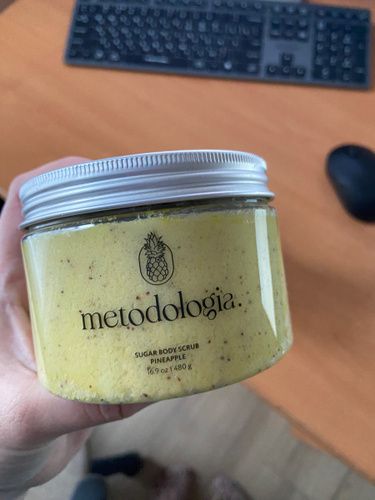 metodologia.
SUGAR BODY SCRUB
PINEAPPLE
16.9 oz | 480 g